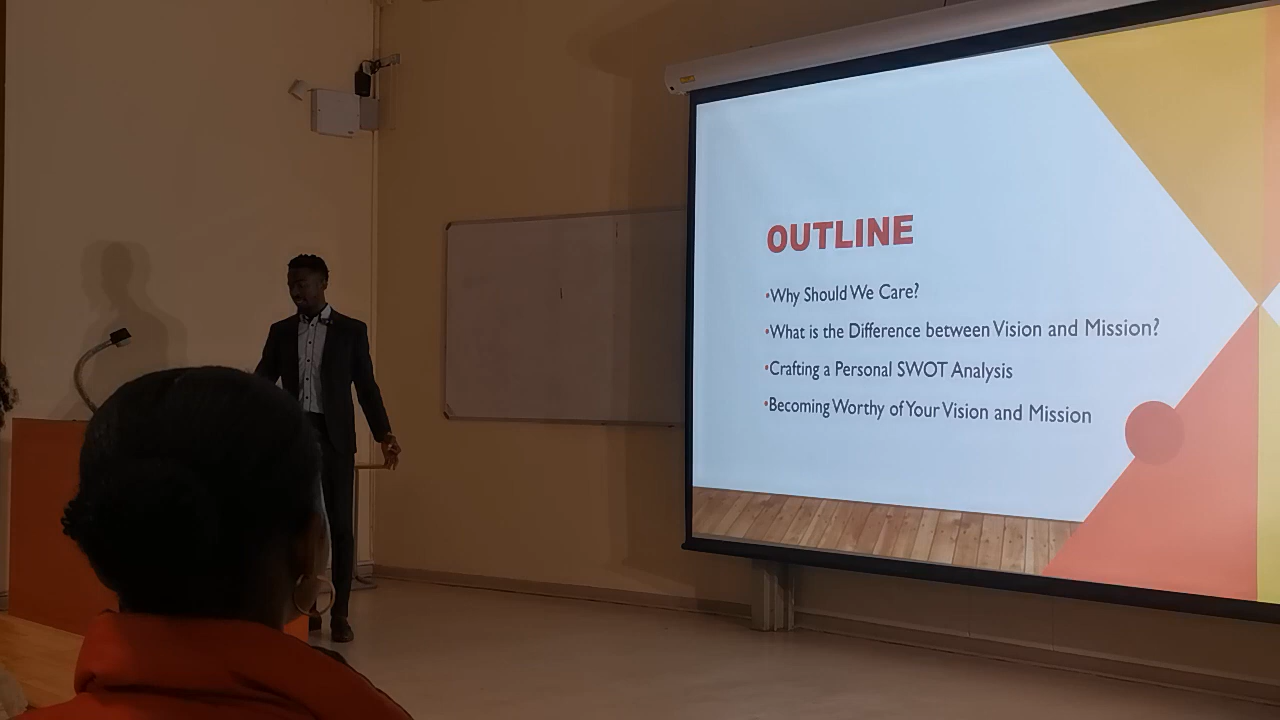 OUTLINE
•Why Should We Care?
•What is the Difference between Vision and Mission?
•Crafting a Personal SWOT Analysis
•Becoming Worthy of Your Vision and Mission